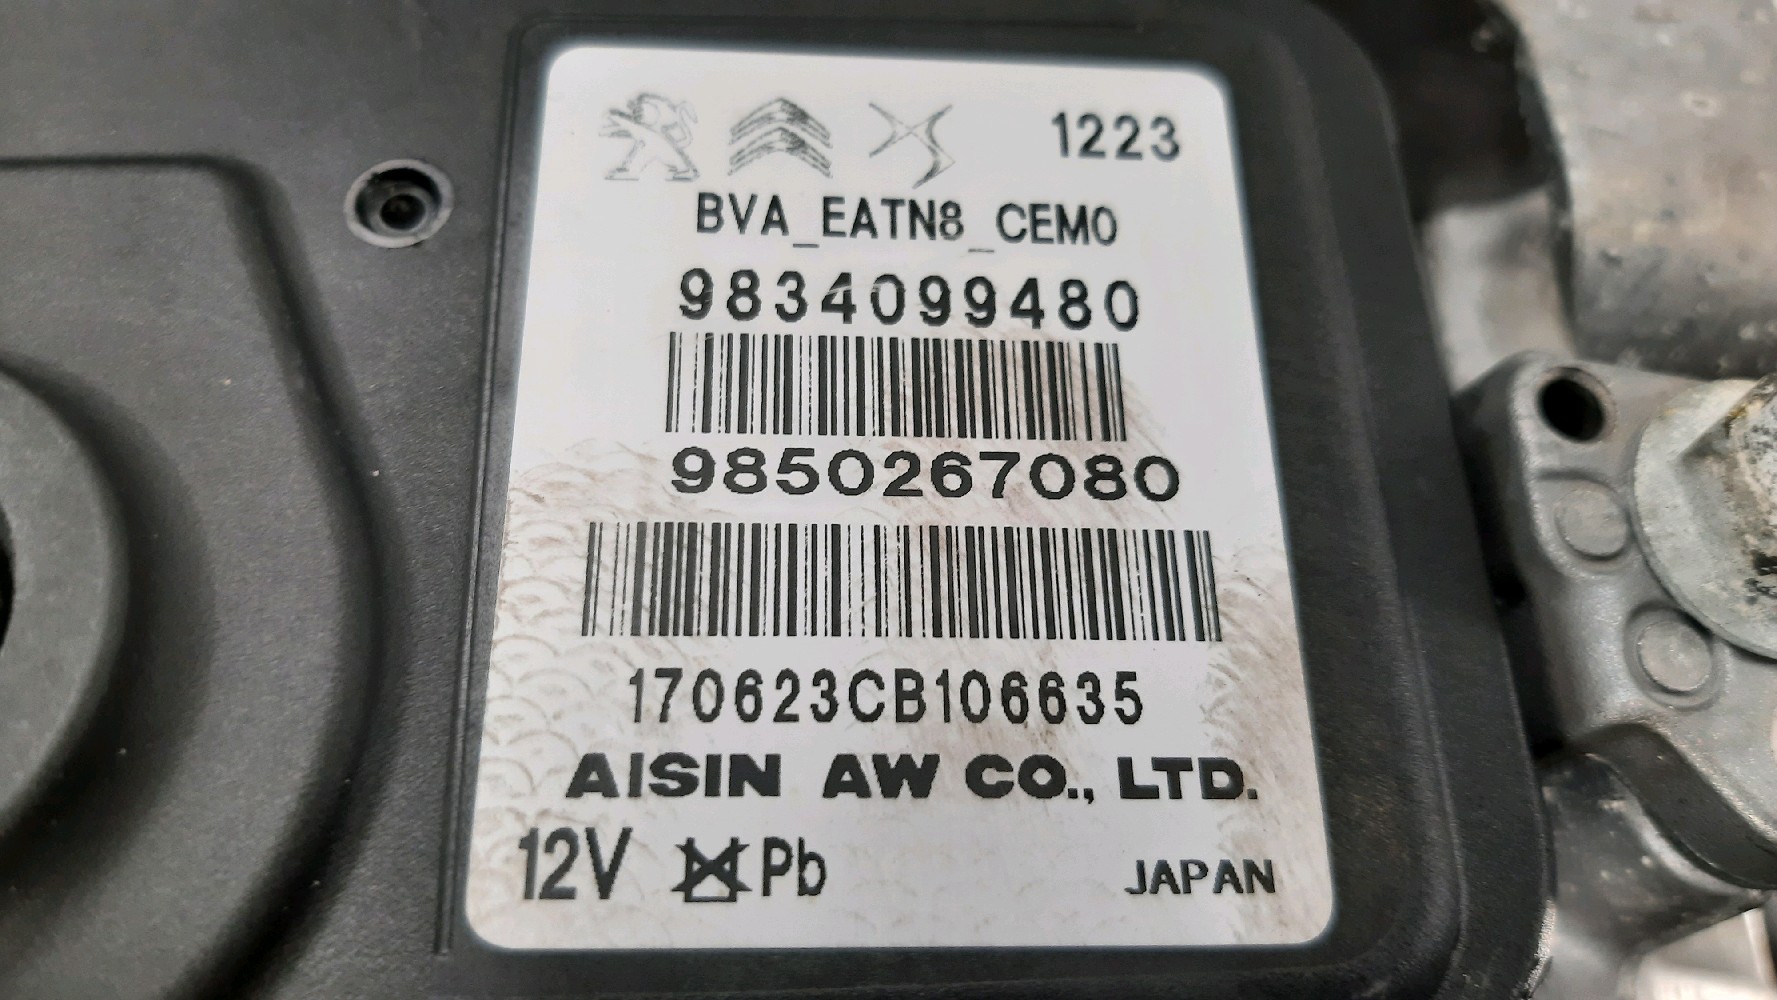 1223
BVA_EATN8_CEM0
9834099480
9850267080
170623CB106635
AISIN AW CO., LTD.
12V Pb JAPAN